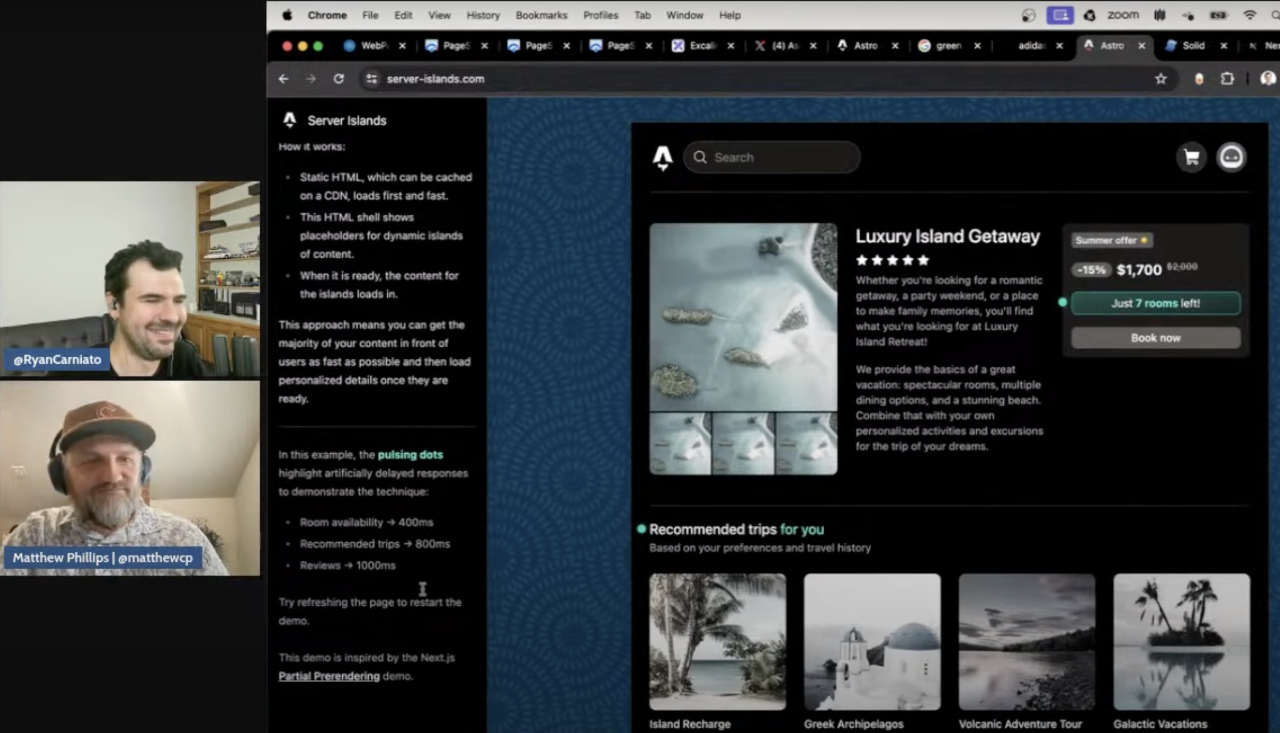 Chrome File Edit View History Bookmarks Profiles Tab Window Help
zoom
WebP PageS PageS PageS Excali (4) As Astro green adidas Astro Solid Nex
server-islands.com
Server Islands
How it works:
Static HTML, which can be cached
on a CDN, loads first and fast.
This HTML shell shows
placeholders for dynamic islands
of content.
When it is ready, the content for
the islands loads in.
This approach means you can get the
majority of your content in front of
users as fast as possible and then load
personalized details once they are
ready.
In this example, the pulsing dots
highlight artificially delayed responses
to demonstrate the technique:
Room availability → 400ms
Recommended trips → 800ms
Reviews → 1000ms
Try refreshing the page to restart the
demo.
This demo is inspired by the Next.js
Partial Prerendering demo.
Search
Luxury Island Getaway
Whether you're looking for a romantic
getaway, a party weekend, or a place
to make family memories, you'll find
what you're looking for at Luxury
Island Retreat!
We provide the basics of a great
vacation: spectacular rooms, multiple
dining options, and a stunning beach.
Combine that with your own
personalized activities and excursions
for the trip of your dreams.
Summer offer
-15% $1,700 $2,000
Just 7 rooms left!
Book now
Recommended trips for you
Based on your preferences and travel history
Island Recharge
Greek Archipelagos
Volcanic Adventure Tour
Galactic Vacations
@RyanCarniato
Matthew Phillips | @matthewcp